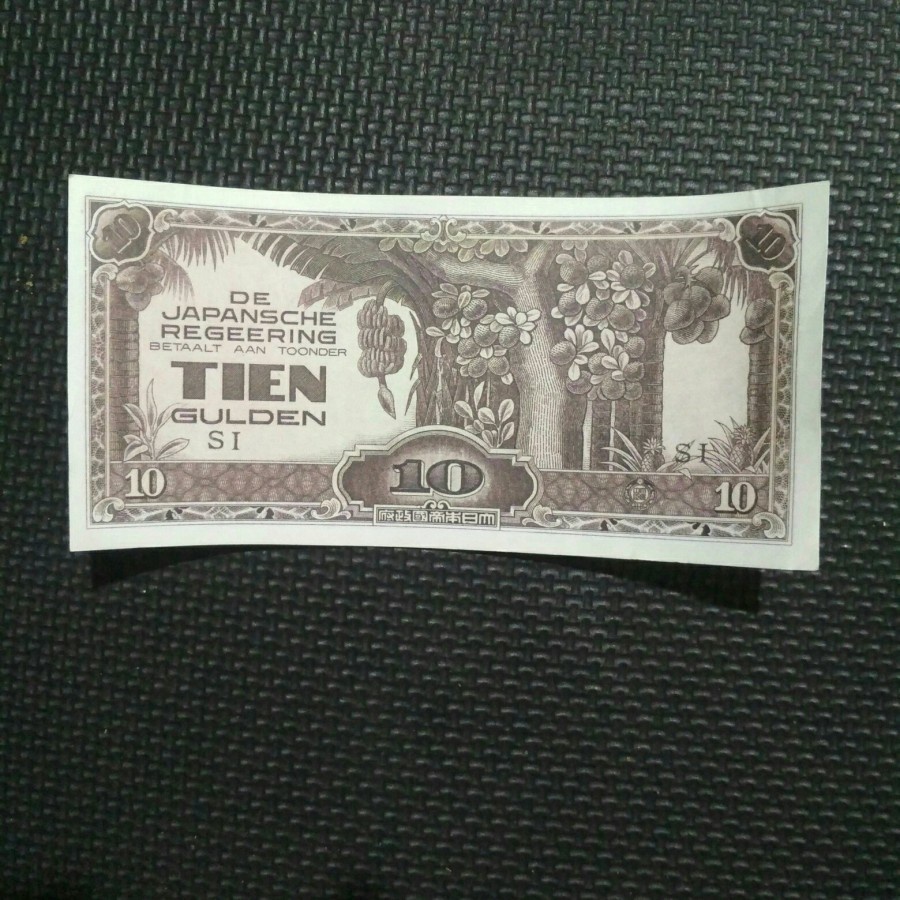 10
10
DE
JAPANSCHE
REGEERING
BETAALT AAN TOONDER
TIEN
GULDEN
SI
SI
10
10
10
大日本帝國政府